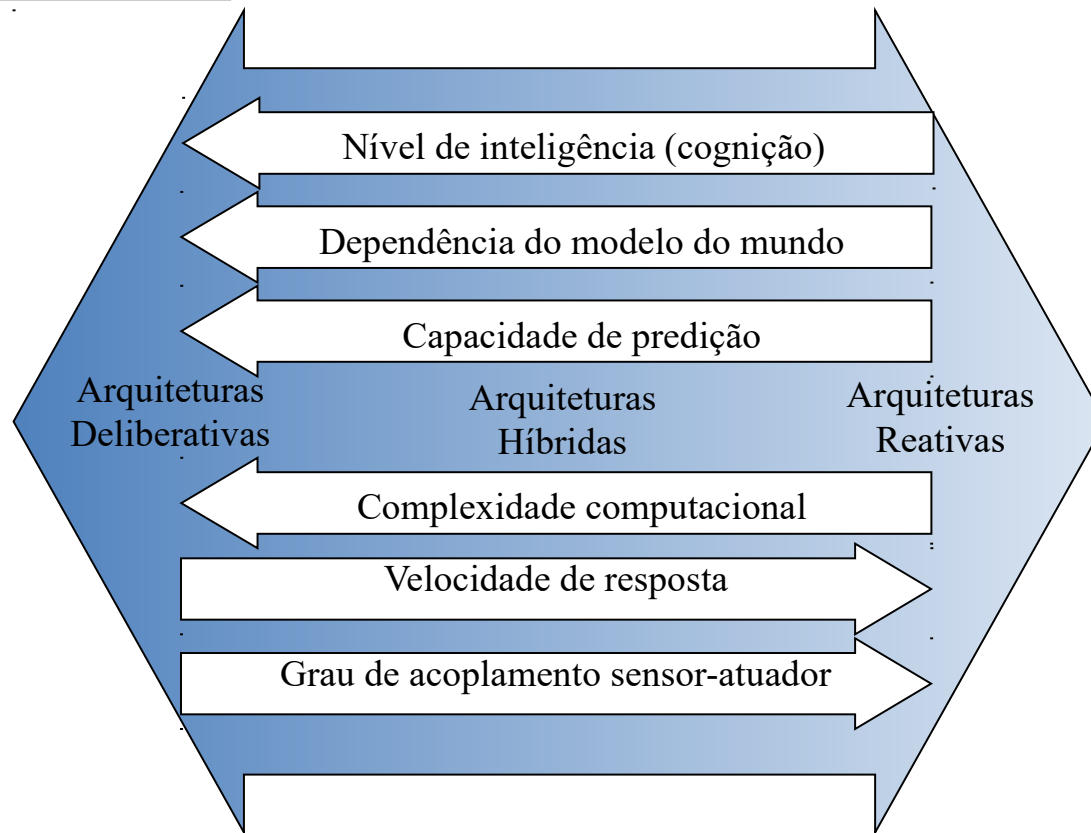 Nível de inteligência (cognição)
Dependência do modelo do mundo
Capacidade de predição
Arquiteturas
Deliberativas
Arquiteturas
Híbridas
Arquiteturas
Reativas
Complexidade computacional
Velocidade de resposta
Grau de acoplamento sensor-atuador